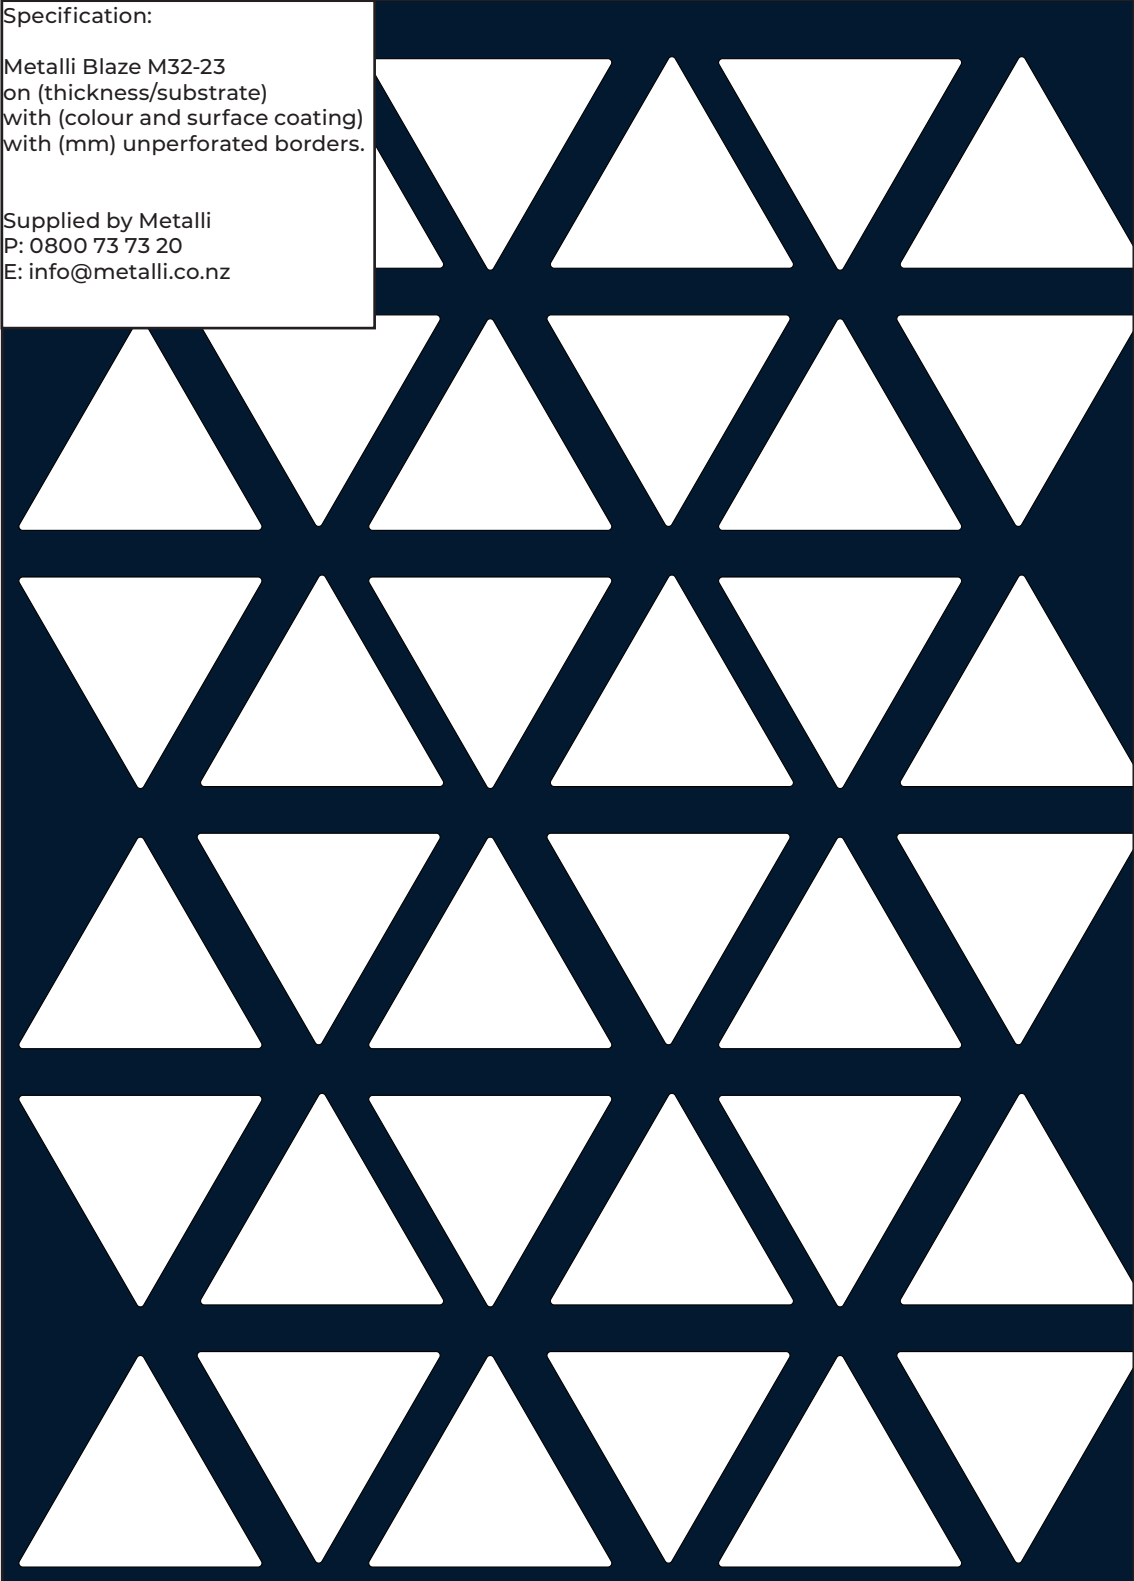 Specification:
Metalli Blaze M32-23
on (thickness/substrate)
with (colour and surface coating)
with (mm) unperforated borders.
Supplied by Metalli
P: 0800 73 73 20
E: info@metalli.co.nz